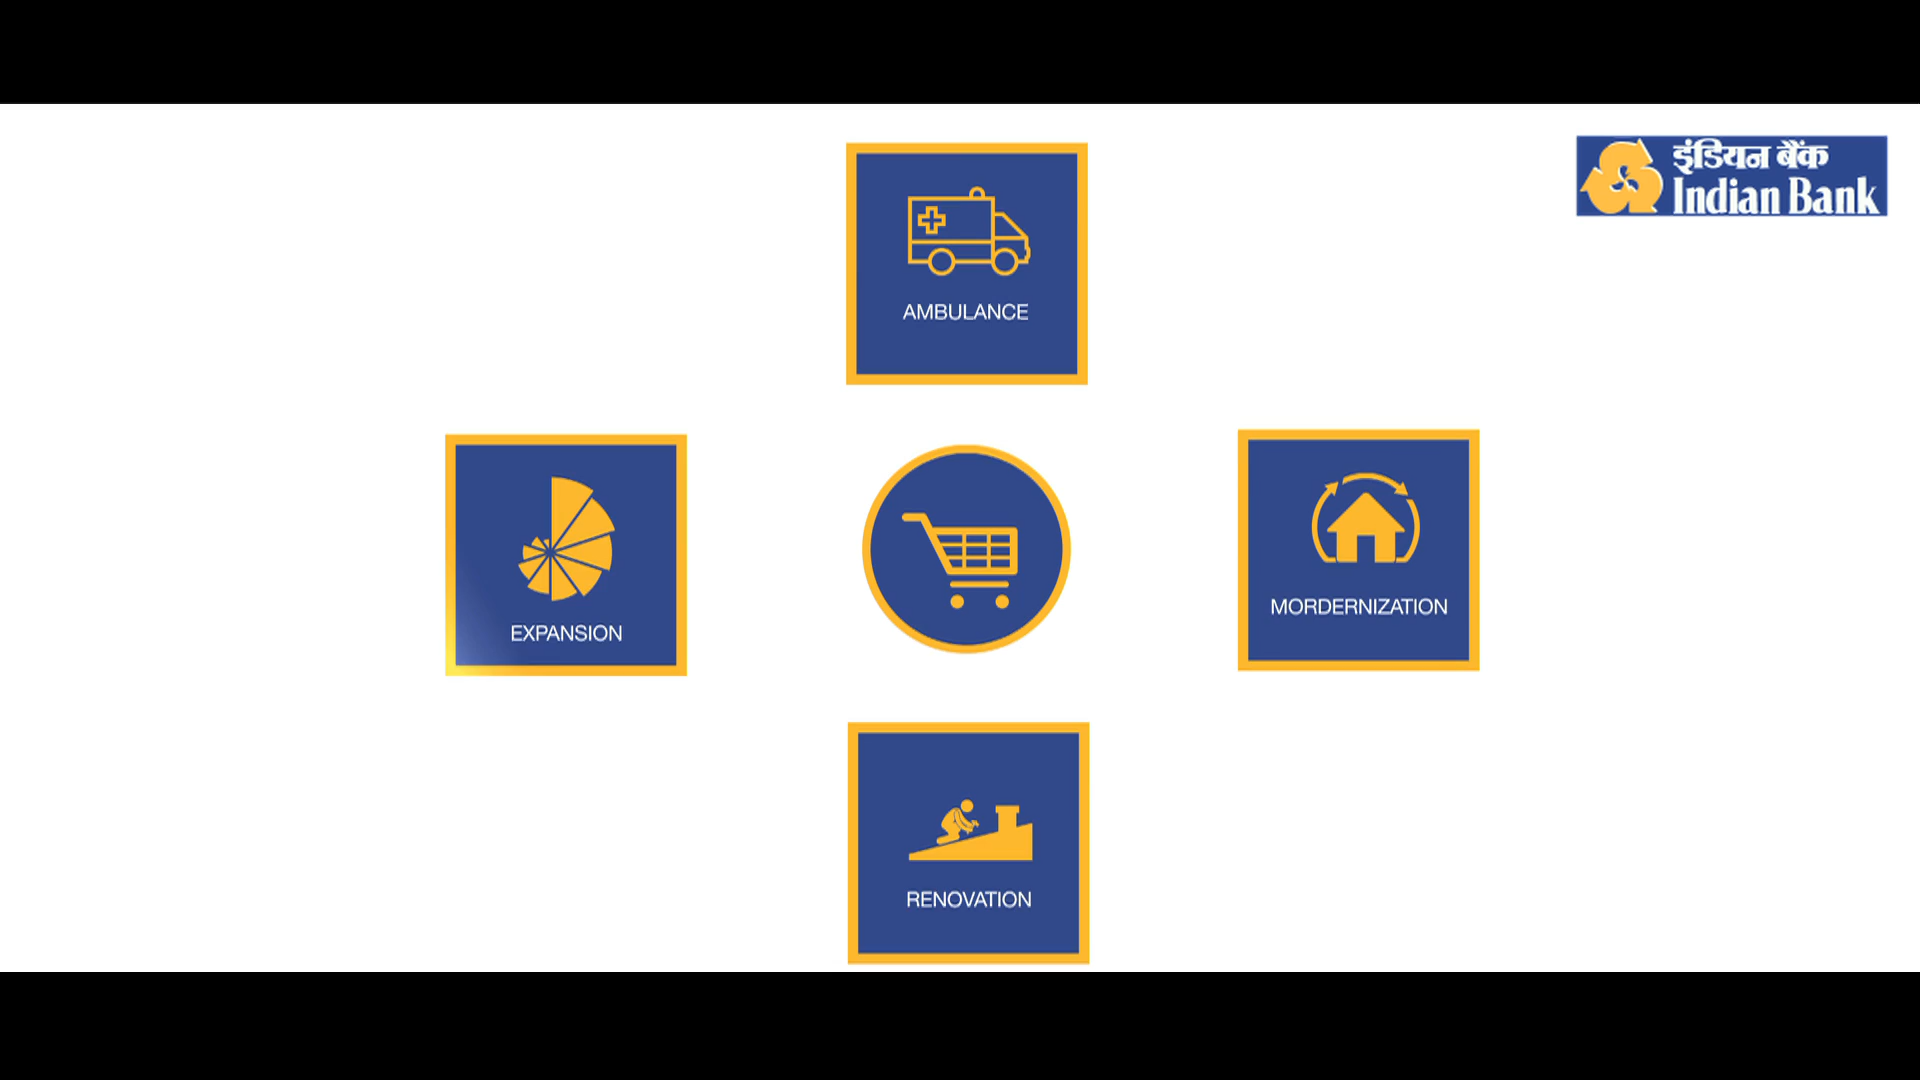 इंडियन बैंक
Indian Bank
AMBULANCE
EXPANSION
MORDERNIZATION
RENOVATION